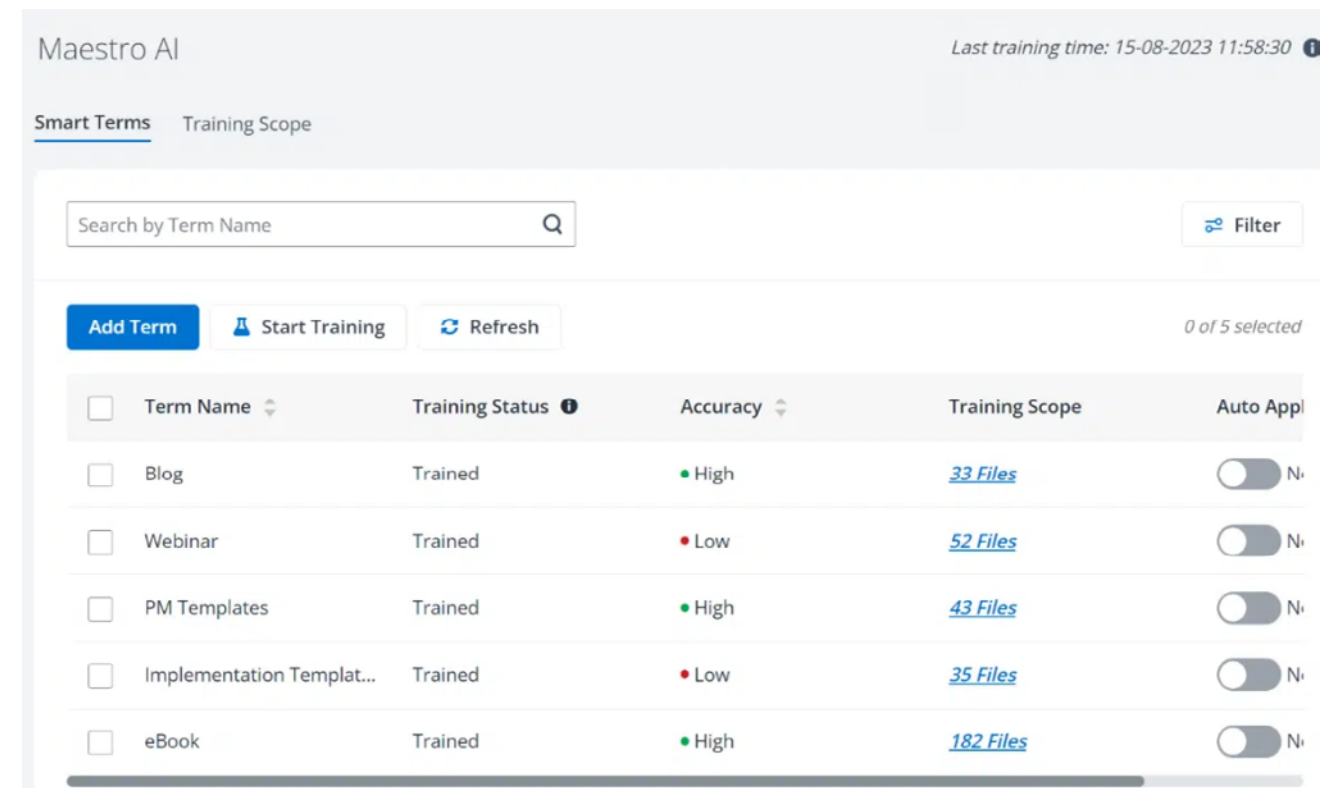 Maestro AI
Last training time: 15-08-2023 11:58:30
Smart Terms Training Scope
Search by Term Name
Filter
Add Term Start Training Refresh
0 of 5 selected
Term Name Training Status Accuracy Training Scope Auto Appl
Blog Trained High 33 Files
Webinar Trained Low 52 Files
PM Templates Trained High 43 Files
Implementation Templat... Trained Low 35 Files
eBook Trained High 182 Files